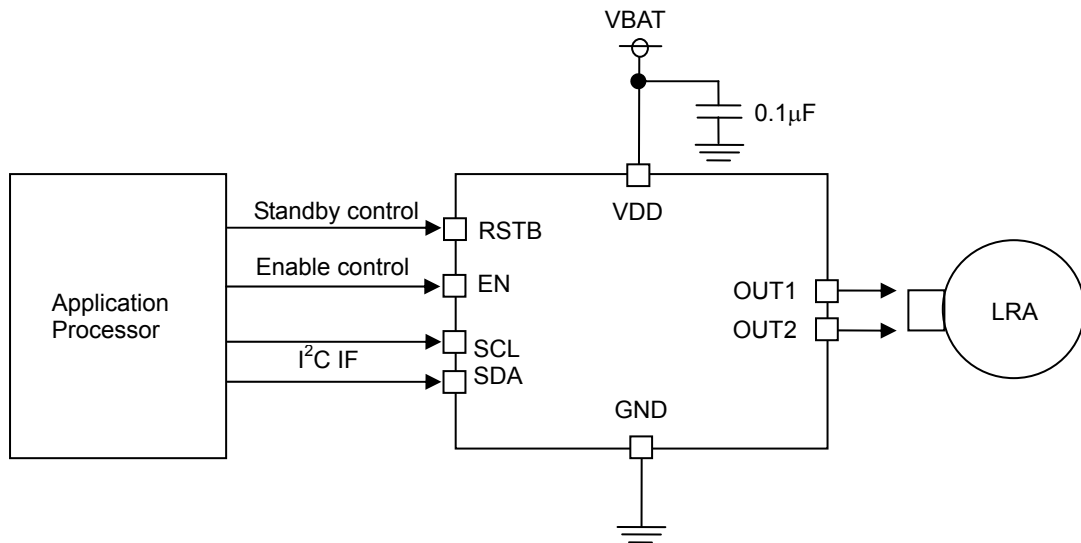 VBAT
0.1μF
VDD
Standby control
RSTB
Enable control
EN
Application
Processor
OUT1
OUT2
LRA
SCL
I²C IF
SDA
GND